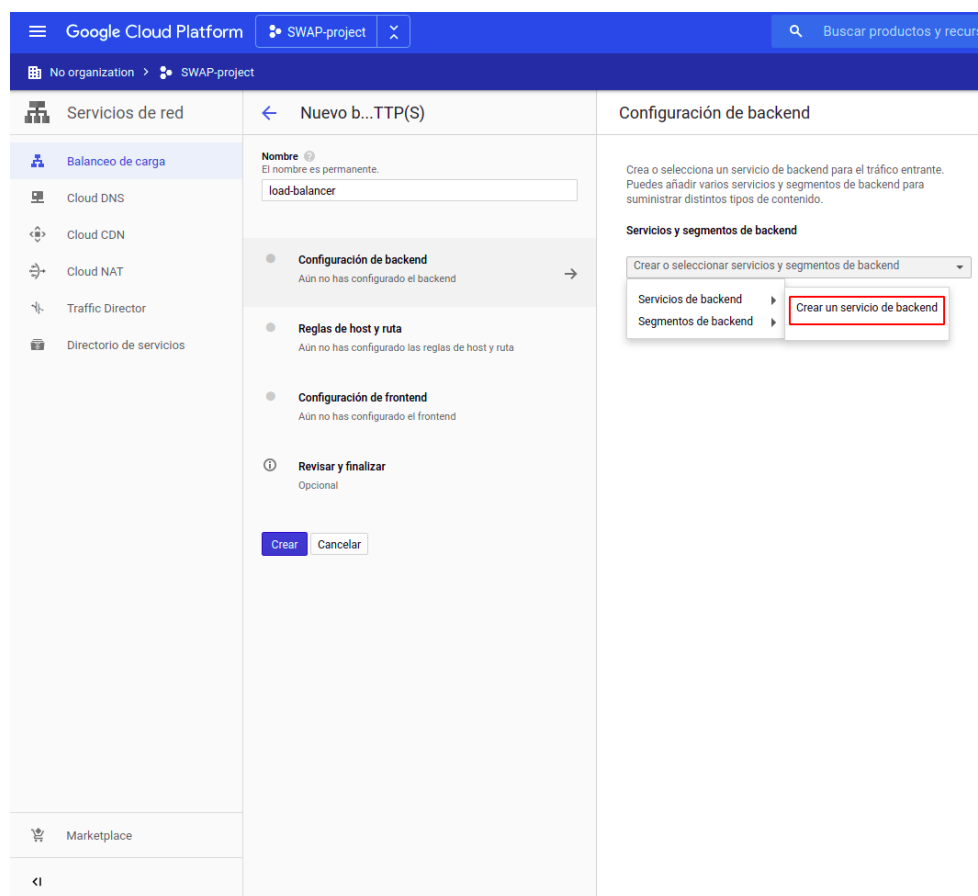 Google Cloud Platform
SWAP-project
Buscar productos y recurs
No organization > SWAP-project
Servicios de red
Nuevo b...TTP(S)
Configuración de backend
Balanceo de carga
Cloud DNS
Cloud CDN
Cloud NAT
Traffic Director
Directorio de servicios
Nombre
El nombre es permanente.
load-balancer
Configuración de backend
Aún no has configurado el backend
Reglas de host y ruta
Aún no has configurado las reglas de host y ruta
Configuración de frontend
Aún no has configurado el frontend
Revisar y finalizar
Opcional
Crear
Cancelar
Crea o selecciona un servicio de backend para el tráfico entrante.
Puedes añadir varios servicios y segmentos de backend para
suministrar distintos tipos de contenido.
Servicios y segmentos de backend
Crear o seleccionar servicios y segmentos de backend
Servicios de backend
Segmentos de backend
Crear un servicio de backend
Marketplace